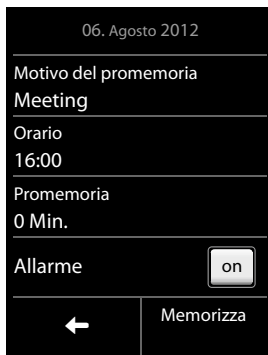 06. Agosto 2012
Motivo del promemoria
Meeting
Orario
16:00
Promemoria
0 Min.
Allarme
on
Memorizza